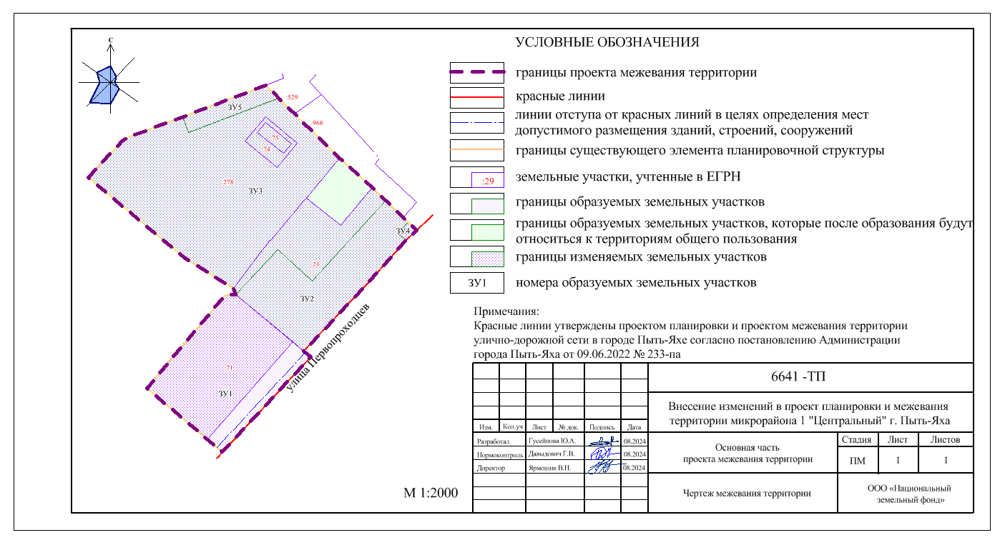 С
:529
ЗУ5
:968
:75
:74
:278
ЗУ3
ЗУ4
:21
ЗУ2
улица Первопроходцев
:71
ЗУ1
М 1:2000
УСЛОВНЫЕ ОБОЗНАЧЕНИЯ
границы проекта межевания территории
красные линии
линии отступа от красных линий в целях определения мест
допустимого размещения зданий, строений, сооружений
границы существующего элемента планировочной структуры
:29 земельные участки, учтенные в ЕГРН
границы образуемых земельных участков
границы образуемых земельных участков, которые после образования будут
относиться к территориям общего пользования
границы изменяемых земельных участков
ЗУ1 номера образуемых земельных участков
Примечания:
Красные линии утверждены проектом планировки и проектом межевания территории
улично-дорожной сети в городе Пыть-Яхе согласно постановлению Администрации
города Пыть-Яха от 09.06.2022 № 233-па
6641 -ТП
Внесение изменений в проект планировки и межевания
территории микрорайона 1 "Центральный" г. Пыть-Яха
Изм. Кол.уч Лист № док. Подпись Дата
Разработал Гусейнова Ю.А. 08.2024
Нормоконтроль Давыдович Г.В. 08.2024
Директор Ярмошик В.Н. 08.2024
Основная часть
проекта межевания территории
Стадия Лист Листов
ПМ 1 1
Чертеж межевания территории
ООО «Национальный
земельный фонд»